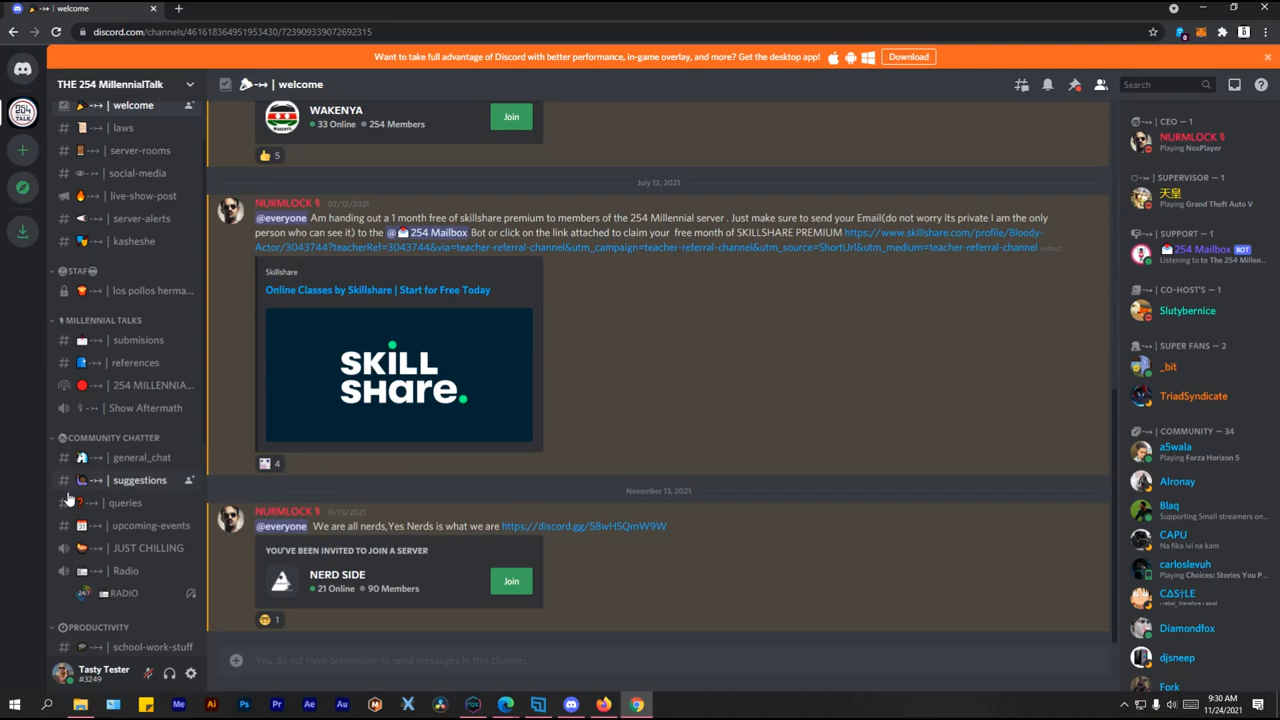 welcome
discord.com/channels/461618364951953430/723909339072692315
Want to take full advantage of Discord with better performance, in-game overlay, and more? Get the desktop app!
Download
THE 254 MillennialTalk
welcome
Search
welcome
laws
server-rooms
social-media
live-show-post
server-alerts
kasheshe
STAF
los pollos herma...
MILLENNIAL TALKS
submisions
references
254 MILLENNIA...
Show Aftermath
COMMUNITY CHATTER
general_chat
suggestions
queries
upcoming-events
JUST CHILLING
Radio
RADIO
PRODUCTIVITY
school-work-stuff
Tasty Tester
#3249
WAKENYA
33 Online 254 Members
Join
5
July 12, 2021
NURMLOCK 07/12/2021
@everyone Am handing out a 1 month free of skillshare premium to members of the 254 Millennial server . Just make sure to send your Email(do not worry its private I am the only
person who can see it) to the @254 Mailbox Bot or click on the link attached to claim your free month of SKILLSHARE PREMIUM https://www.skillshare.com/profile/Bloody-
Actor/3043744?teacherRef=3043744&via=teacher-referral-channel&utm_campaign=teacher-referral-channel&utm_source=ShortUrl&utm_medium=teacher-referral-channel (edited)
Skillshare
Online Classes by Skillshare | Start for Free Today
SKILL
SHARE.
4
November 13, 2021
NURMLOCK 11/13/2021
@everyone We are all nerds,Yes Nerds is what we are https://discord.gg/58wH5QmW9W
YOU'VE BEEN INVITED TO JOIN A SERVER
NERD SIDE
21 Online 90 Members
Join
1
You do not have permission to send messages in this channel.
CEO — 1
NURMLOCK
Playing NoxPlayer
SUPERVISOR — 1
天皇
Playing Grand Theft Auto V
SUPPORT — 1
254 Mailbox BOT
Listening to to The 254 Millen...
CO-HOST'S — 1
Slutybernice
SUPER FANS — 2
_bit
TriadSyndicate
COMMUNITY — 34
a5wala
Playing Forza Horizon 5
Alronay
Blaq
Supporting Small streamers on...
CAPU
Na fika ivi na kam
carloslevuh
Playing Choices: Stories You P...
Diamondfox
djsneep
Fork
9:30 AM
11/24/2021